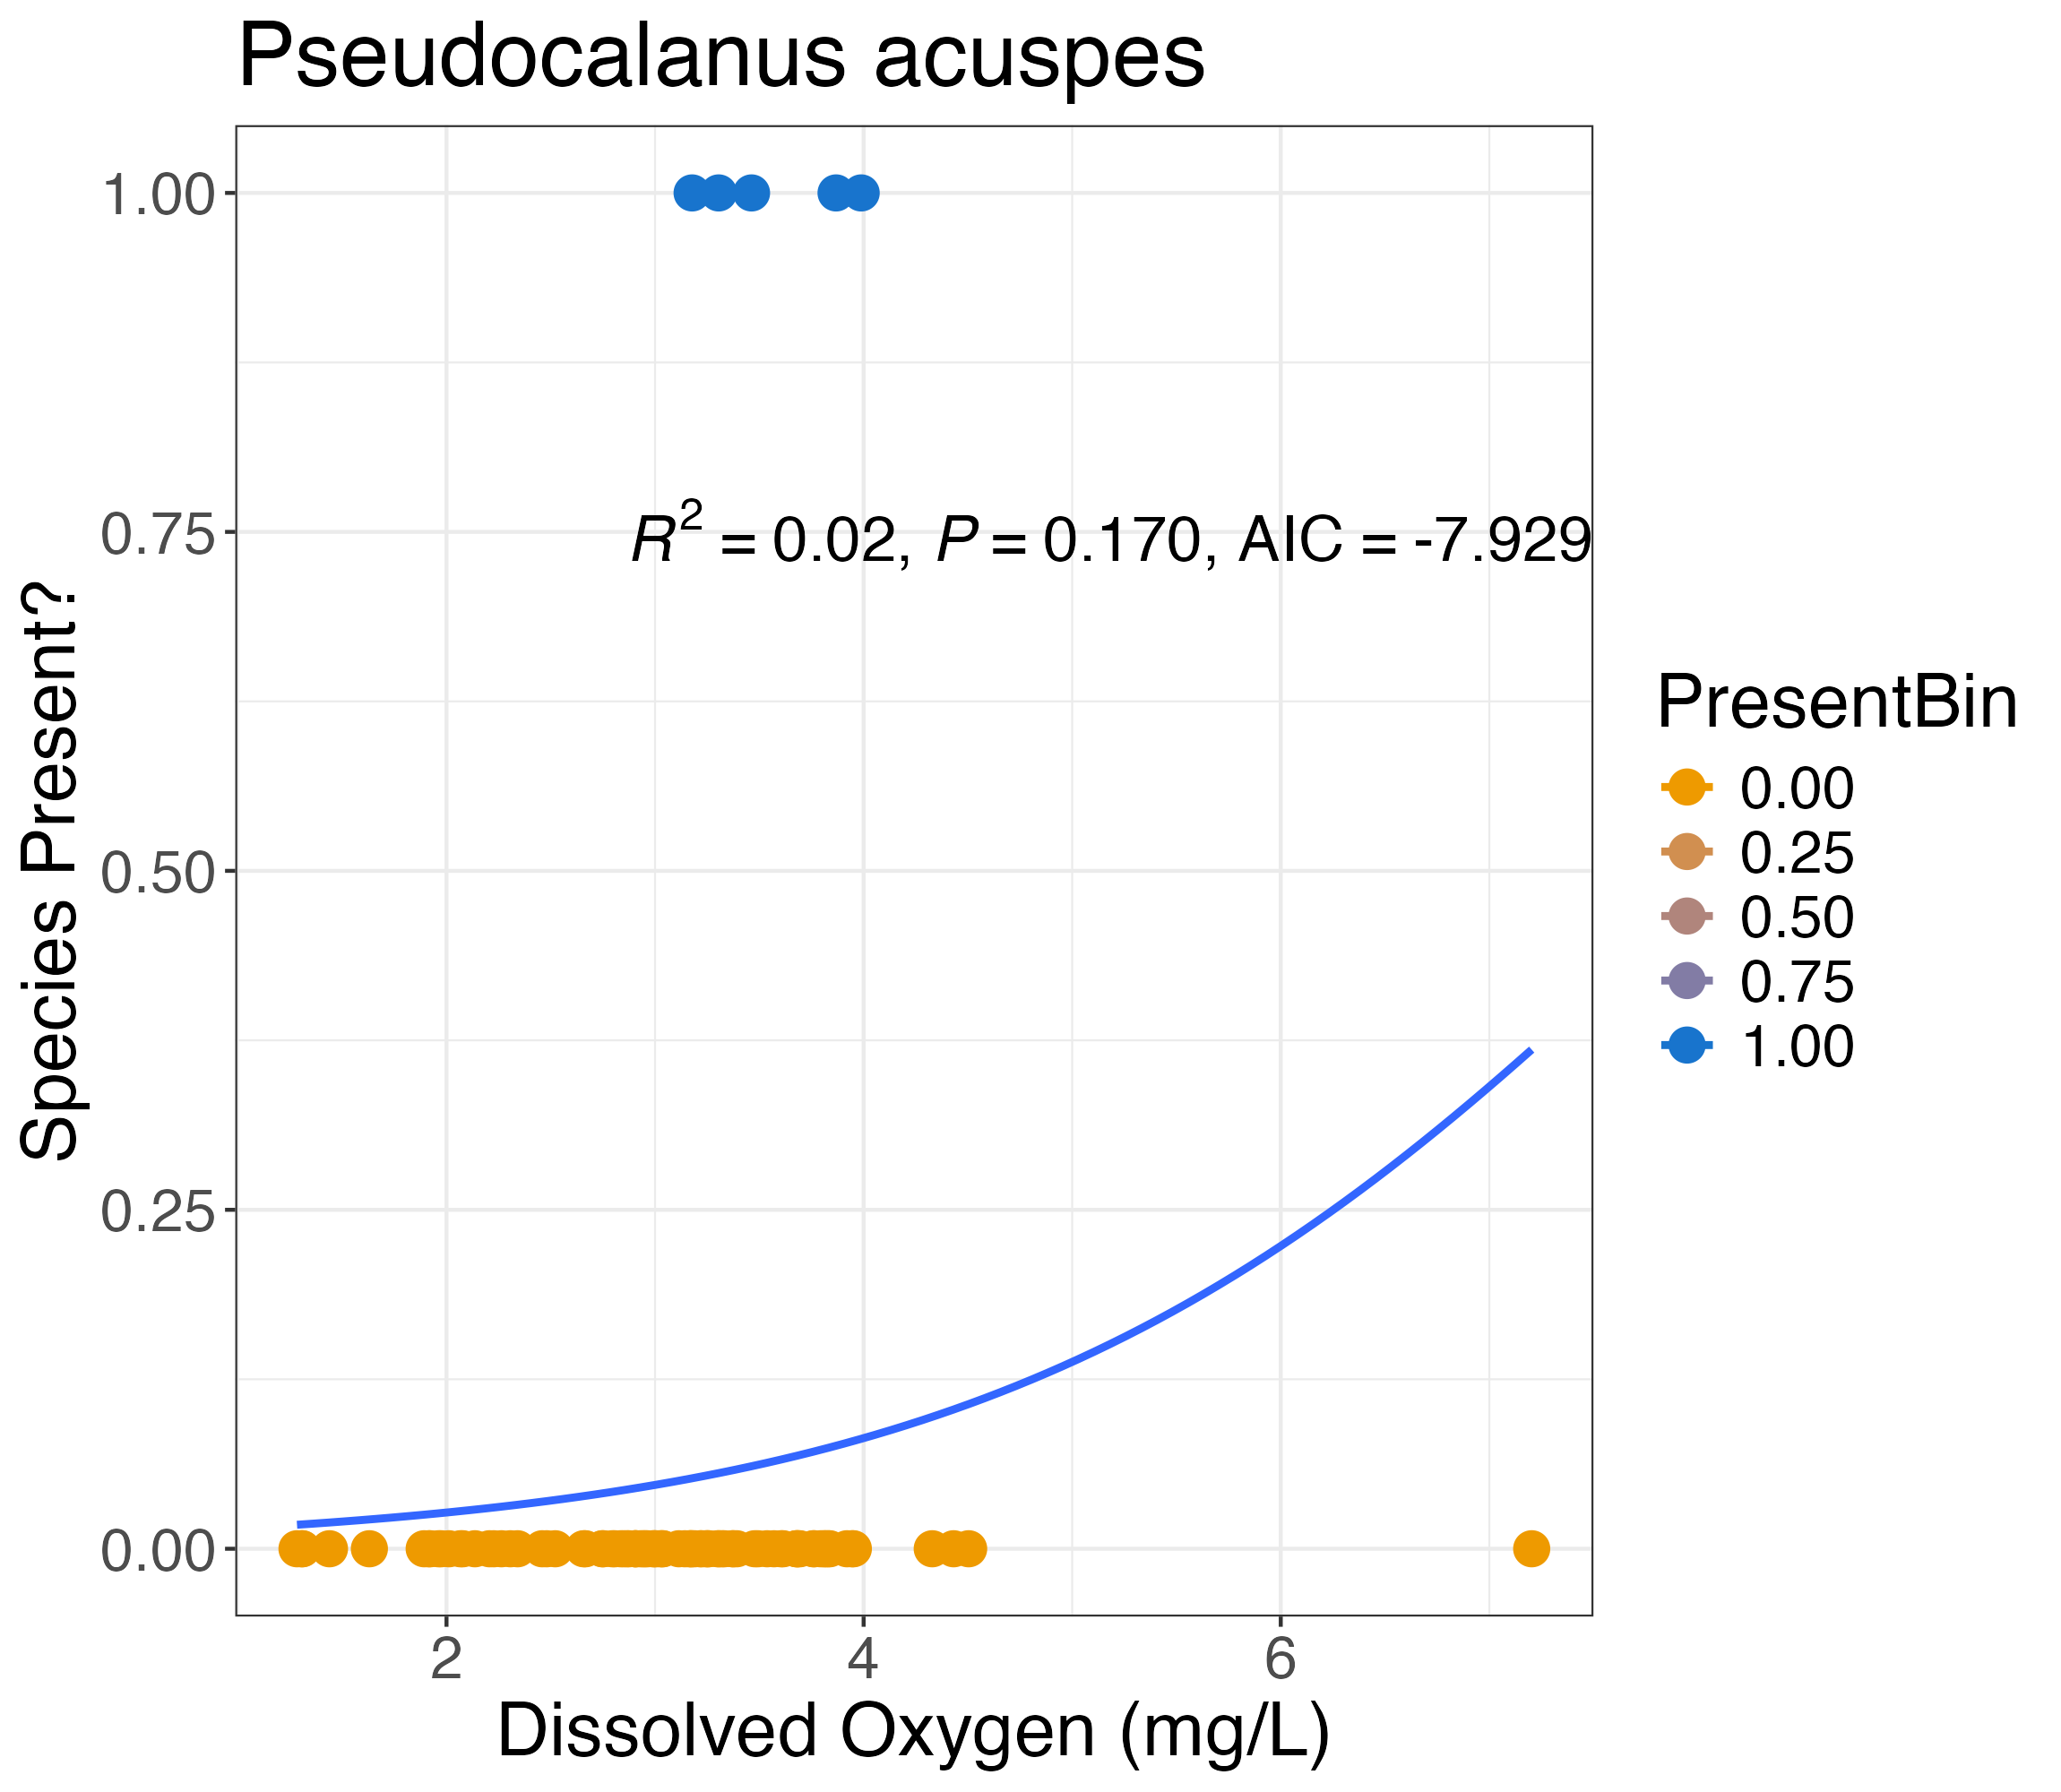 Pseudocalanus acuspes
1.00
0.75
0.50
0.25
0.00
Species Present?
R² = 0.02, P = 0.170, AIC = -7.929
2 4 6
Dissolved Oxygen (mg/L)
PresentBin
0.00
0.25
0.50
0.75
1.00